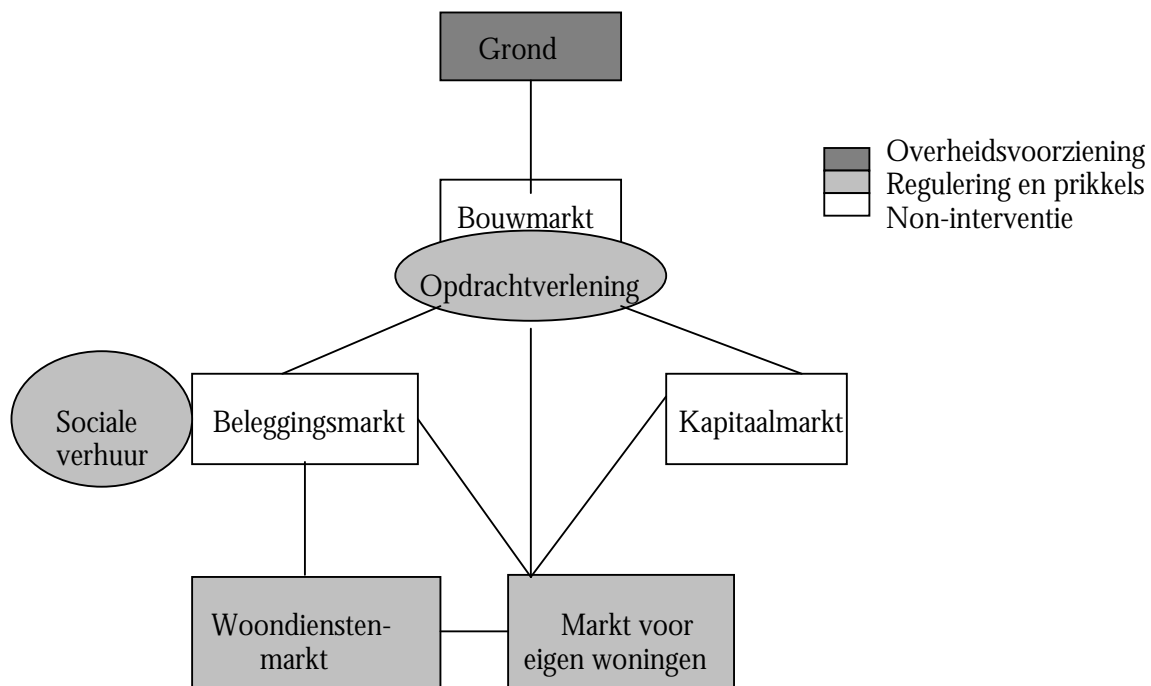 Grond
Overheidsvoorziening
Regulering en prikkels
Non-interventie
Bouwmarkt
Opdrachtverlening
Sociale
verhuur
Beleggingsmarkt
Kapitaalmarkt
Woondiensten-
markt
Markt voor
eigen woningen